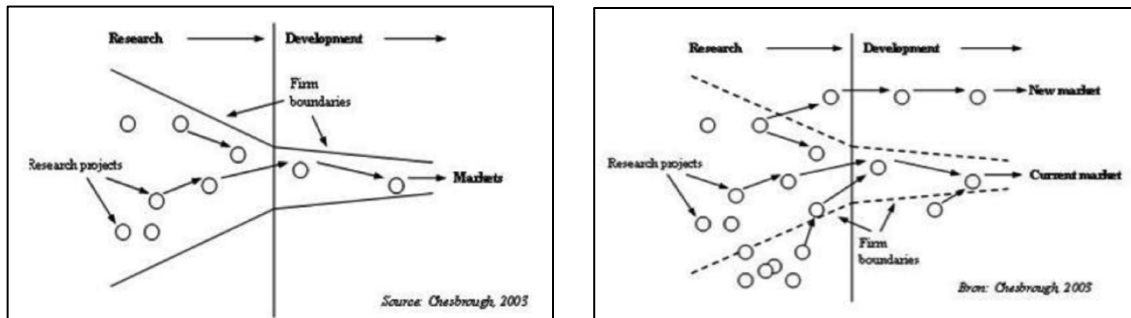 Research
Development
Firm
boundaries
Research projects
Markets
Source: Chesbrough, 2003
Research
Development
New market
Research projects
Current market
Firm
boundaries
Bron: Chesbrough, 2003